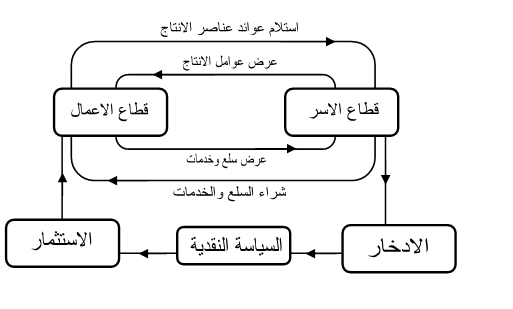 استلام عوائد عناصر الانتاج
عرض عوامل الانتاج
قطاع الاسر
قطاع الاعمال
عرض سلع وخدمات
شراء السلع والخدمات
الادخار
السياسة النقدية
الاستثمار